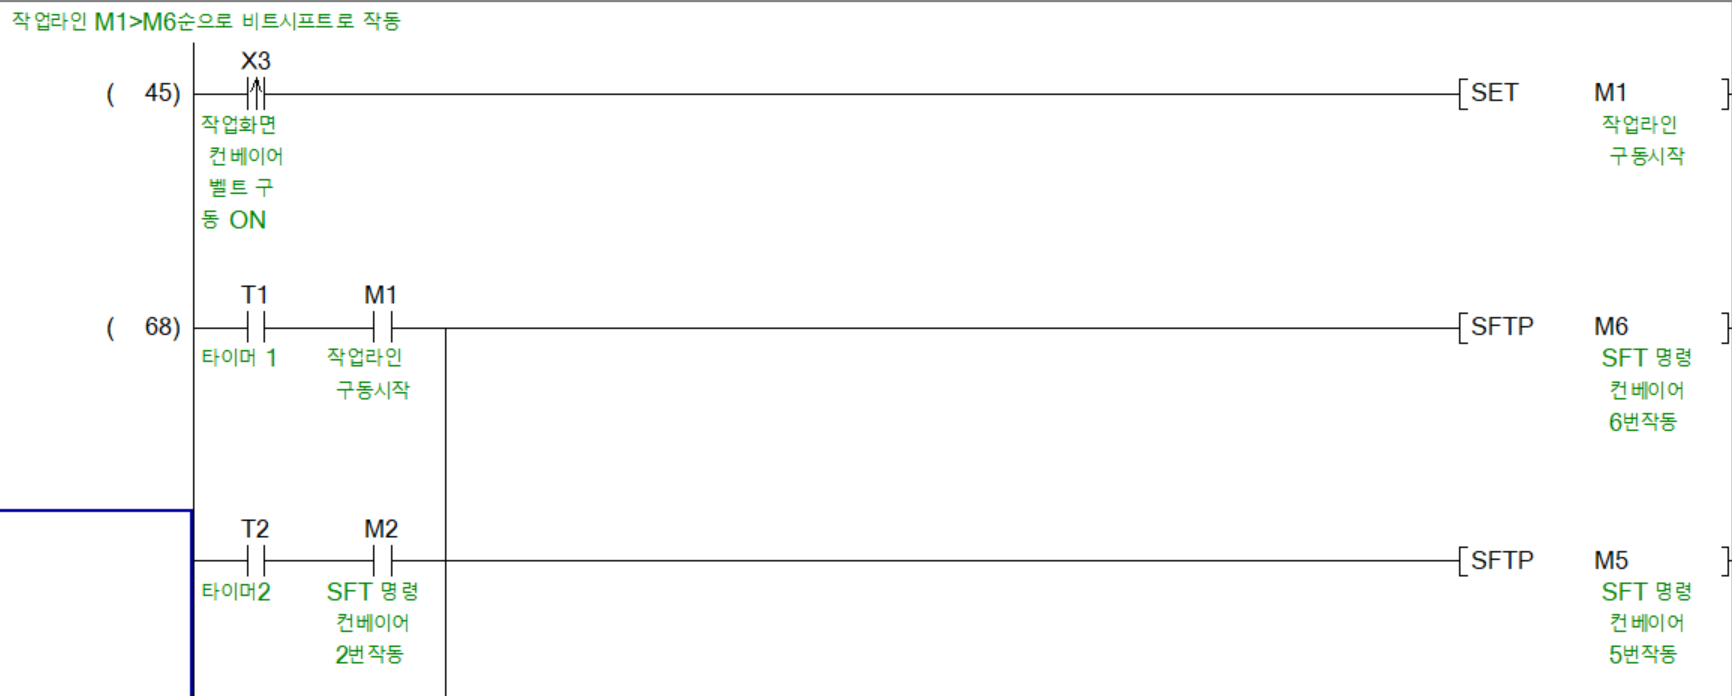 작업라인 M1>M6순으로 비트시프트로 작동
X3
( 45)
[SET M1 ]
작업화면
컨베이어
벨트 구
동 ON
작업라인
구동시작
T1 M1
( 68)
[SFTP M6 ]
타이머 1
작업라인
구동시작
SFT 명령
컨베이어
6번작동
T2 M2
[SFTP M5 ]
타이머2
SFT 명령
컨베이어
2번작동
SFT 명령
컨베이어
5번작동